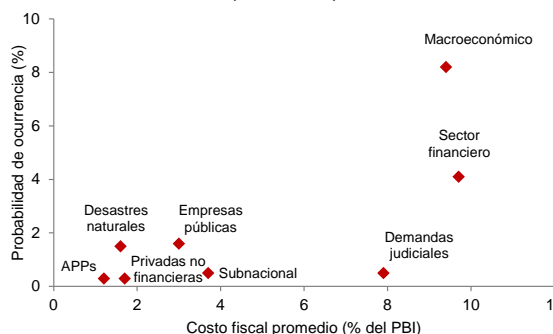 10
8
6
4
2
0
Probabilidad de ocurrencia (%)
Macroeconómico
Sector
financiero
Desastres
naturales
Empresas
públicas
Demandas
judiciales
APPs
Privadas no
financieras
Subnacional
0 2 4 6 8 10
Costo fiscal promedio (% del PBI)